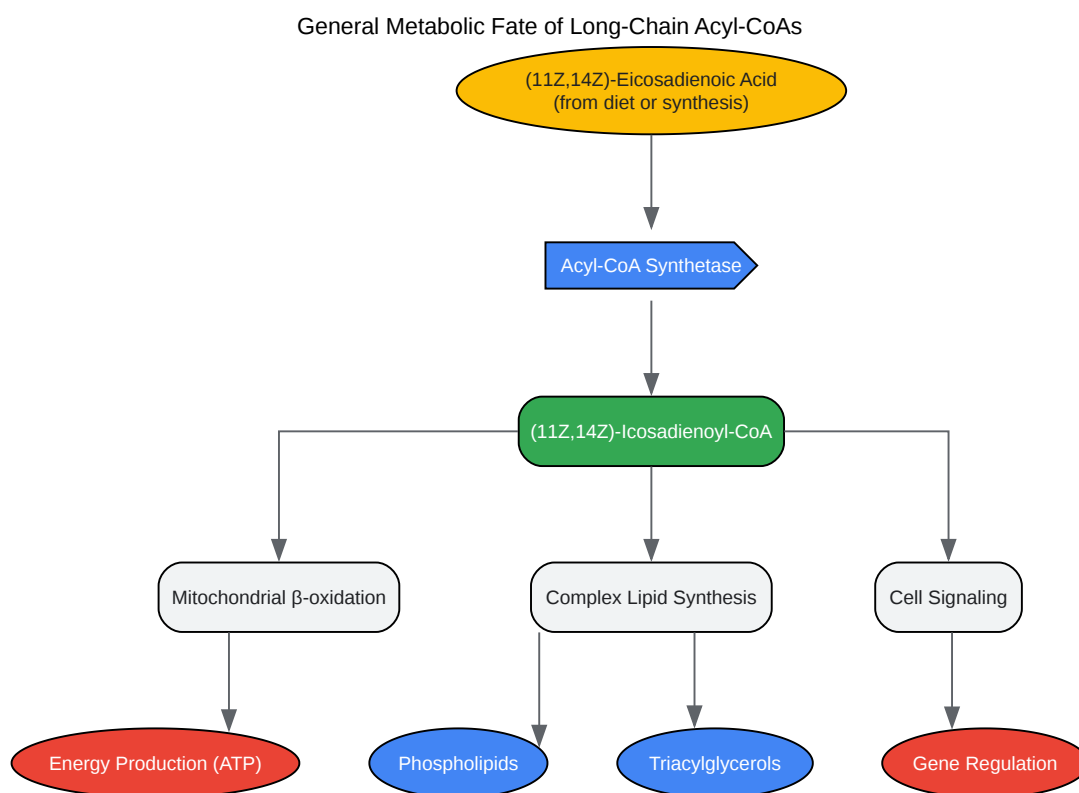 General Metabolic Fate of Long-Chain Acyl-CoAs
(11Z,14Z)-Eicosadienoic Acid
(from diet or synthesis)
Acyl-CoA Synthetase
(11Z,14Z)-Icosadienoyl-CoA
Mitochondrial β-oxidation
Complex Lipid Synthesis
Cell Signaling
Energy Production (ATP)
Phospholipids
Triacylglycerols
Gene Regulation